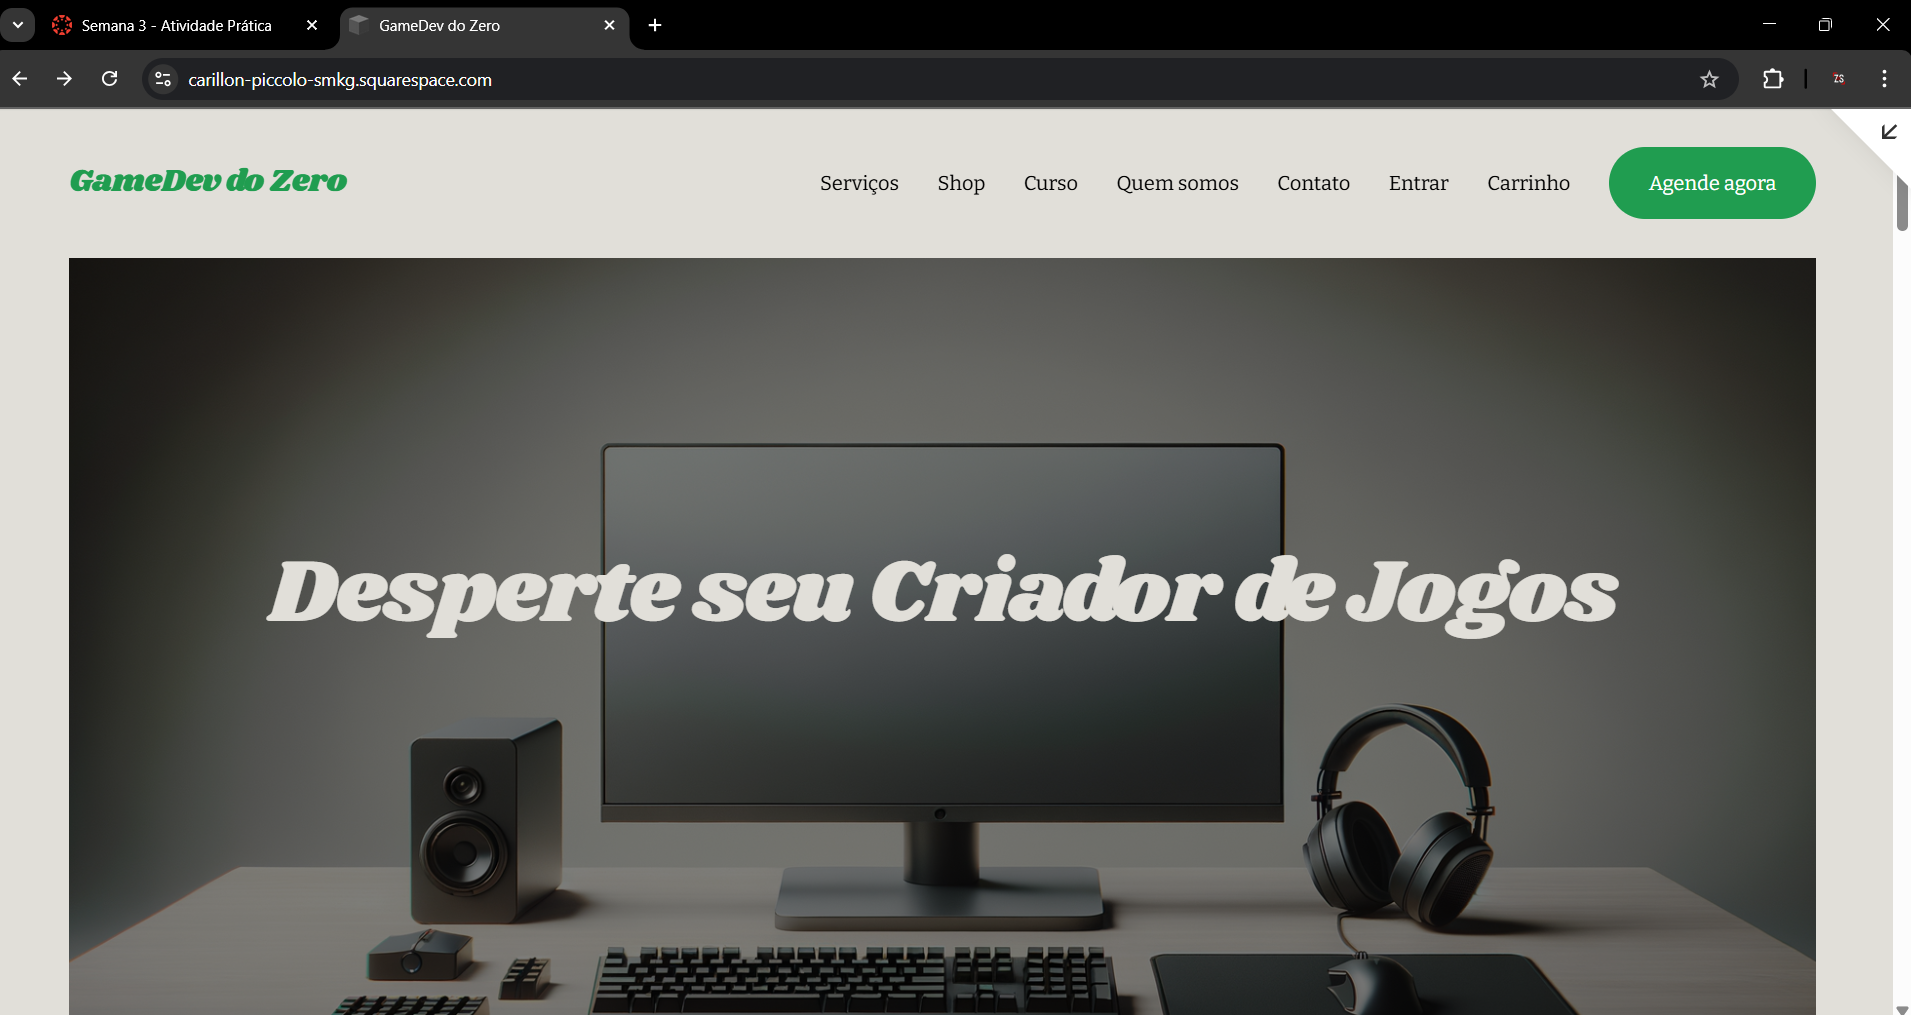 Semana 3 - Atividade Prática
GameDev do Zero
carillon-piccolo-smkg.squarespace.com
ZS
GameDev do Zero
Serviços
Shop
Curso
Quem somos
Contato
Entrar
Carrinho
Agende agora
Desperte seu Criador de Jogos